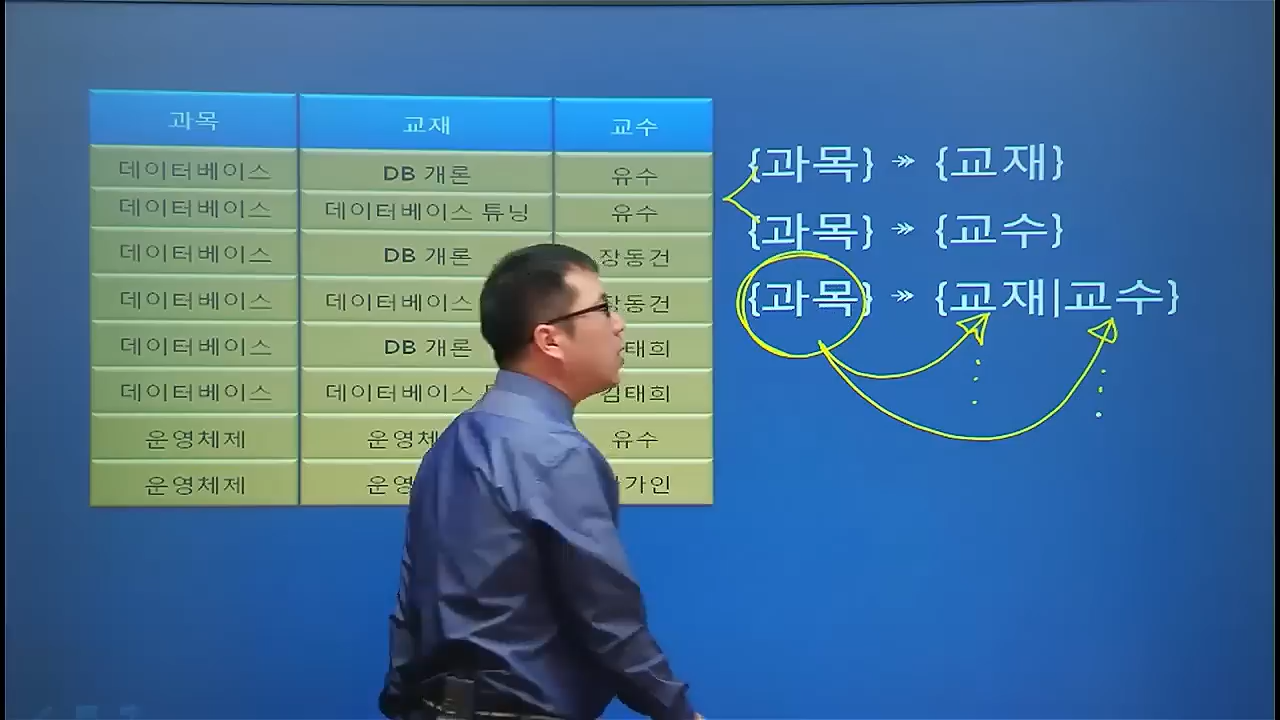 과목 교재 교수
데이터베이스 DB 개론 유수
데이터베이스 데이터베이스 튜닝 유수
데이터베이스 DB 개론 장동건
데이터베이스 데이터베이스 장동건
데이터베이스 DB 개론 태희
데이터베이스 데이터베이스 김태희
운영체제 운영체 유수
운영체제 운영 가인
{과목} ↠ {교재}
{과목} ↠ {교수}
{과목} ↠ {교재|교수}